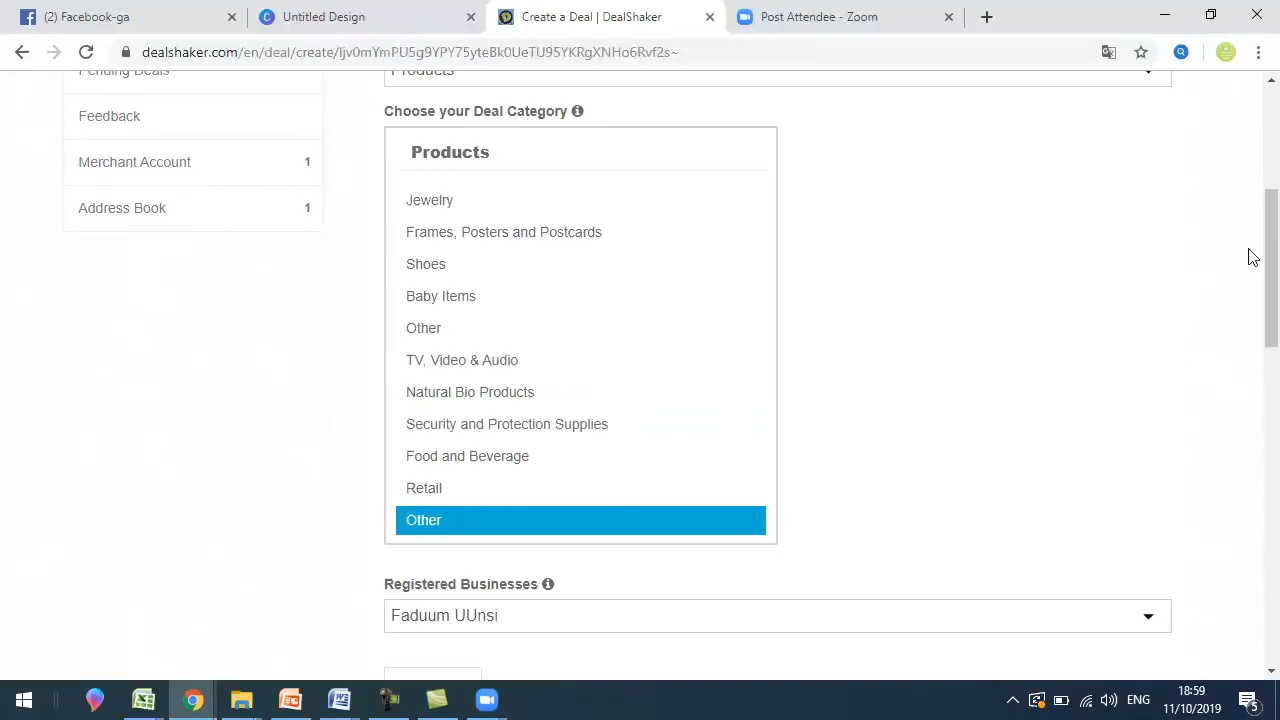 (2) Facebook-ga
Untitled Design
Create a Deal | DealShaker
Post Attendee - Zoom
dealshaker.com/en/deal/create/Ijv0mYmPU5g9YPY75yteBk0UeTU95YKRgXNHo6Rvf2s~
Pending Deals
Feedback
Merchant Account 1
Address Book 1
Products
Choose your Deal Category
Products
Jewelry
Frames, Posters and Postcards
Shoes
Baby Items
Other
TV, Video & Audio
Natural Bio Products
Security and Protection Supplies
Food and Beverage
Retail
Other
Registered Businesses
Faduum UUnsi
ENG
18:59
11/10/2019
5